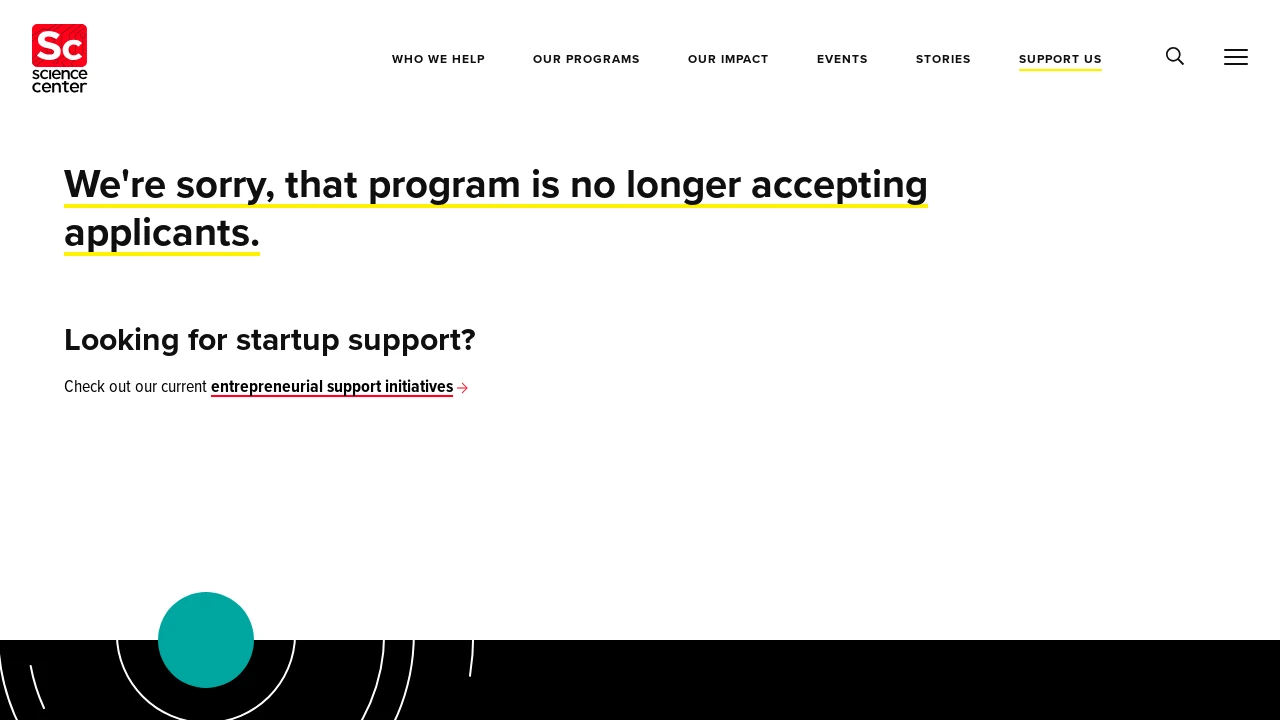 Sc
science
center
WHO WE HELP
OUR PROGRAMS
OUR IMPACT
EVENTS
STORIES
SUPPORT US
We're sorry, that program is no longer accepting
applicants.
Looking for startup support?
Check out our current entrepreneurial support initiatives